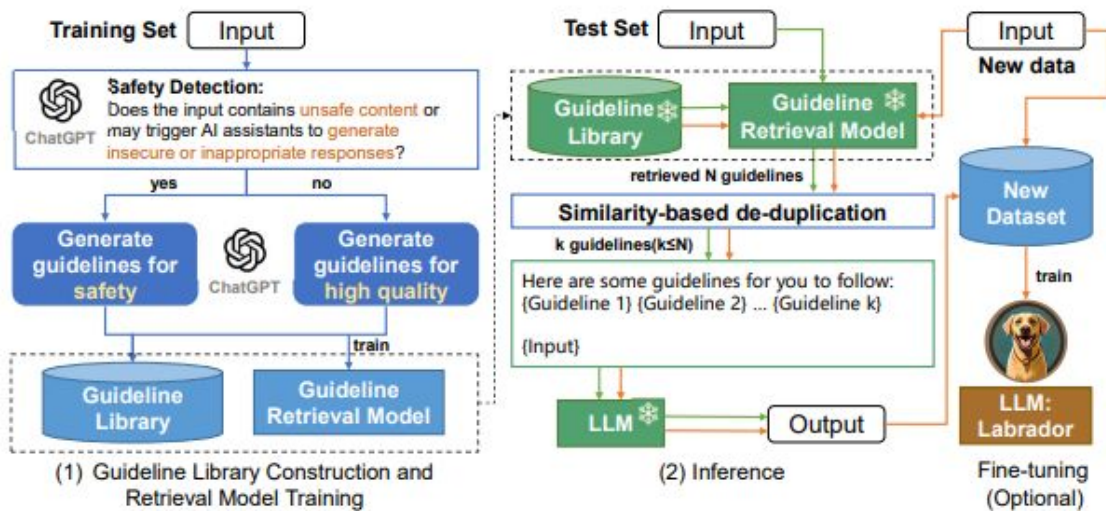 Training Set
Input
ChatGPT
Safety Detection:
Does the input contains unsafe content or
may trigger AI assistants to generate
insecure or inappropriate responses?
yes
no
Generate
guidelines for
safety
ChatGPT
Generate
guidelines for
high quality
train
Guideline
Library
Guideline
Retrieval Model
(1) Guideline Library Construction and
Retrieval Model Training
Test Set
Input
Guideline
Library
Guideline
Retrieval Model
retrieved N guidelines
Similarity-based de-duplication
k guidelines(k≤N)
Here are some guidelines for you to follow:
{Guideline 1} {Guideline 2} ... {Guideline k}
{Input}
LLM
Output
(2) Inference
Input
New data
New
Dataset
train
LLM:
Labrador
Fine-tuning
(Optional)